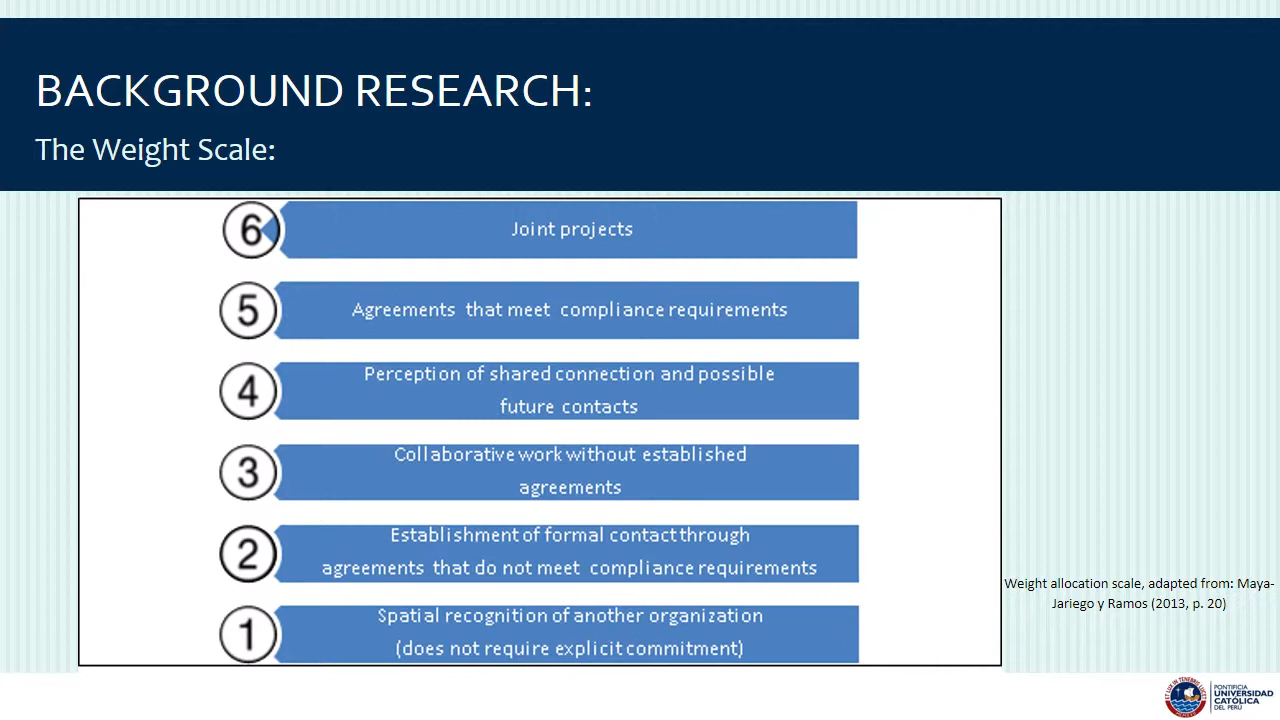 BACKGROUND RESEARCH:
The Weight Scale:
6
Joint projects
5
Agreements that meet compliance requirements
4
Perception of shared connection and possible
future contacts
3
Collaborative work without established
agreements
2
Establishment of formal contact through
agreements that do not meet compliance requirements
1
Spatial recognition of another organization
(does not require explicit commitment)
Weight allocation scale, adapted from: Maya-
Jariego y Ramos (2013, p. 20)
PONTIFICIA
UNIVERSIDAD
CATÓLICA
DEL PERÚ